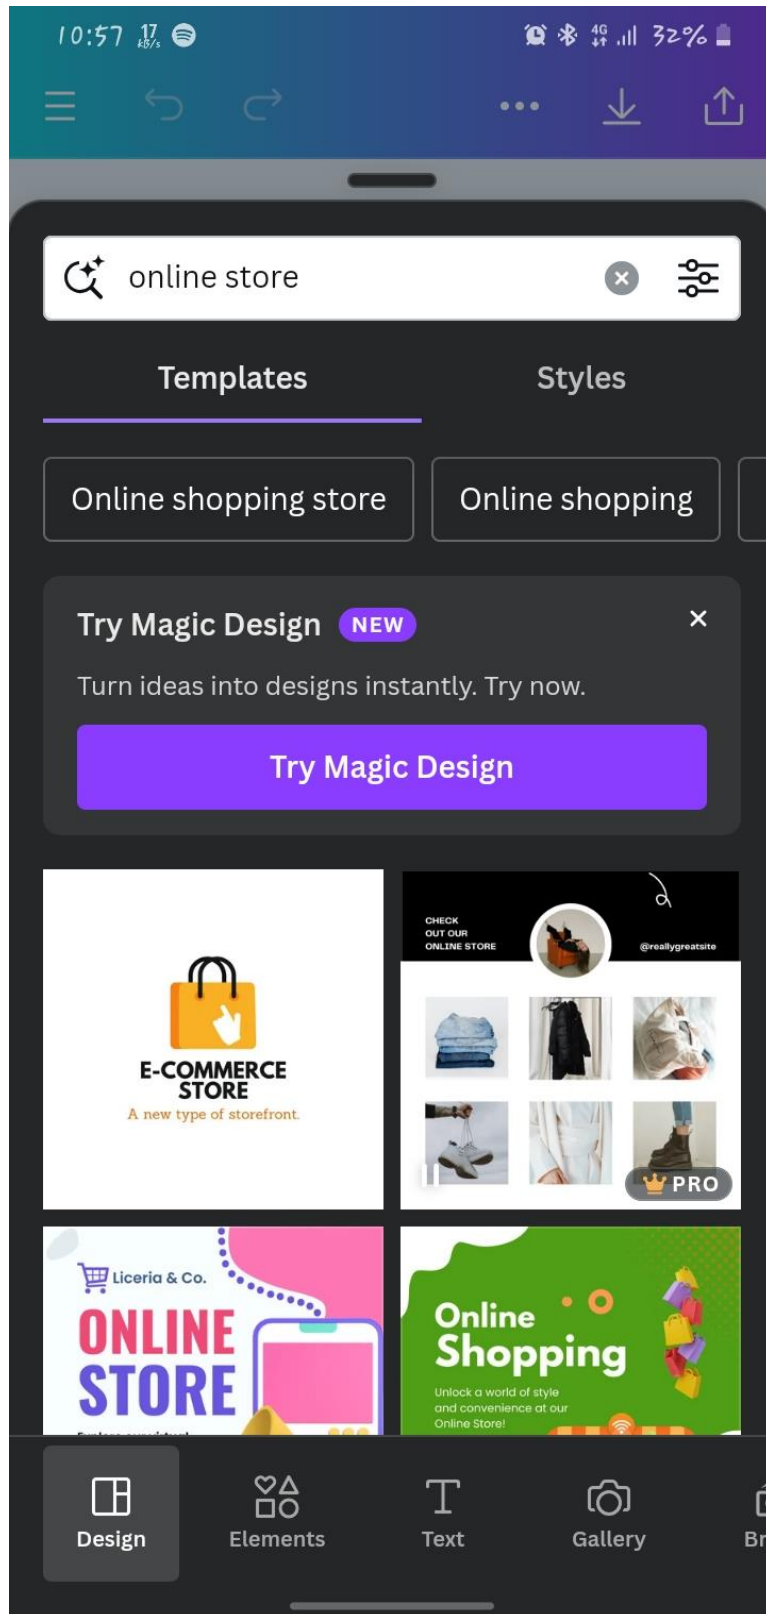 10:57 17 kB/s 4G 32%
online store
Templates Styles
Online shopping store Online shopping
Try Magic Design NEW
Turn ideas into designs instantly. Try now.
Try Magic Design
E-COMMERCE
STORE
A new type of storefront.
CHECK
OUT OUR
ONLINE STORE
@reallygreatsite
PRO
Liceria & Co.
ONLINE
STORE
Online
Shopping
Unlock a world of style
and convenience at our
Online Store!
Design Elements Text Gallery Br